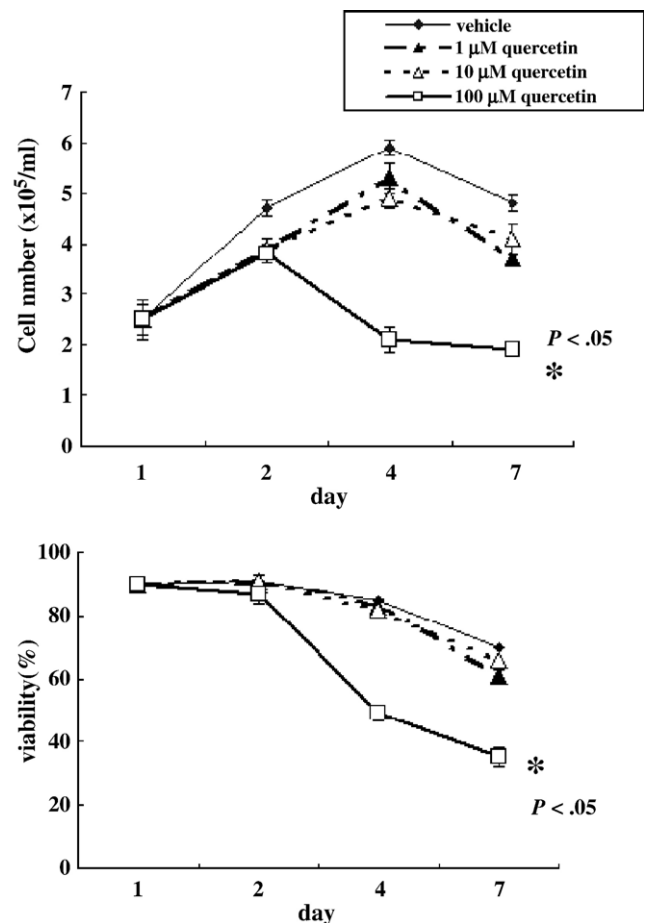 vehicle
1 μM quercetin
10 μM quercetin
100 μM quercetin
7
6
5
4
3
2
1
0
Cell nmber (x10⁵/ml)
P < .05
*
1 2 4 7
day
100
80
60
40
20
0
viability(%)
*
P < .05
1 2 4 7
day